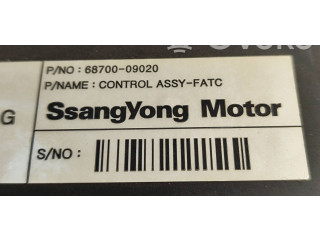 P/NO : 68700-09020
P/NAME : CONTROL ASSY-FATC
G
SsangYong Motor
S/NO :